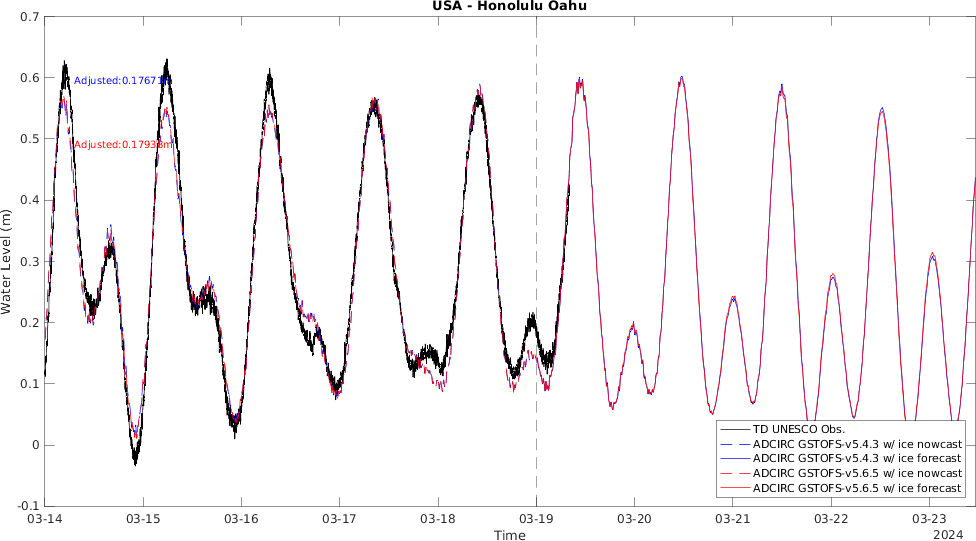 USA - Honolulu Oahu
0.7
0.6
0.5
0.4
0.3
0.2
0.1
0
-0.1
Water Level (m)
Adjusted:0.17671m
TD UNESCO Obs.
ADCIRC GSTOFS-v5.4.3 w/ ice nowcast
ADCIRC GSTOFS-v5.4.3 w/ ice forecast
ADCIRC GSTOFS-v5.6.5 w/ ice nowcast
ADCIRC GSTOFS-v5.6.5 w/ ice forecast
03-14 03-15 03-16 03-17 03-18 03-19 03-20 03-21 03-22 03-23
Time
2024